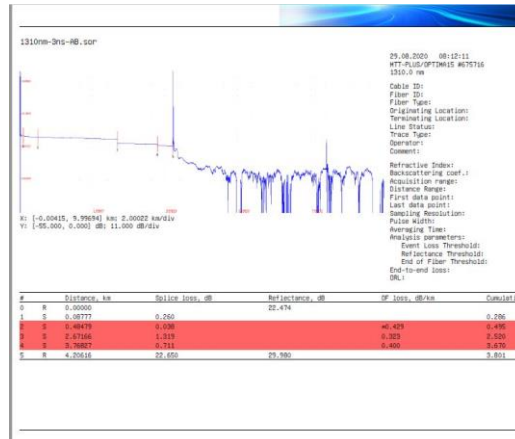 1310nm-3ns-AB.sor
29.08.2020 08:12:11
MTT-PLUS/OPTIMA15 #675716
1310.0 nm
Cable ID:
Fiber ID:
Fiber Type:
Originating Location:
Terminating Location:
Line Status:
Trace Type:
Operator:
Comment:
Refractive Index:
Backscattering coef.:
Acquisition range:
Distance Range:
First data point:
Last data point:
Sampling Resolution:
Pulse Width:
Averaging Time:
Analysis parameters:
Event Loss Threshold:
Reflectance Threshold:
End of Fiber Threshold:
End-to-end loss:
ORL:
X: [-0.00415, 9.99694] km; 2.00022 km/div
Y: [-55.000, 0.000] dB; 11.000 dB/div
# Distance, km Splice loss, dB Reflectance, dB OF loss, dB/km Cumulat
0 R 0.00000 22.474
1 S 0.08777 0.260 0.286
2 S 0.48479 0.038 0.429 0.495
3 S 2.67166 1.319 0.323 2.520
4 S 3.76827 0.711 0.400 3.670
5 R 4.20616 22.650 29.980 3.801